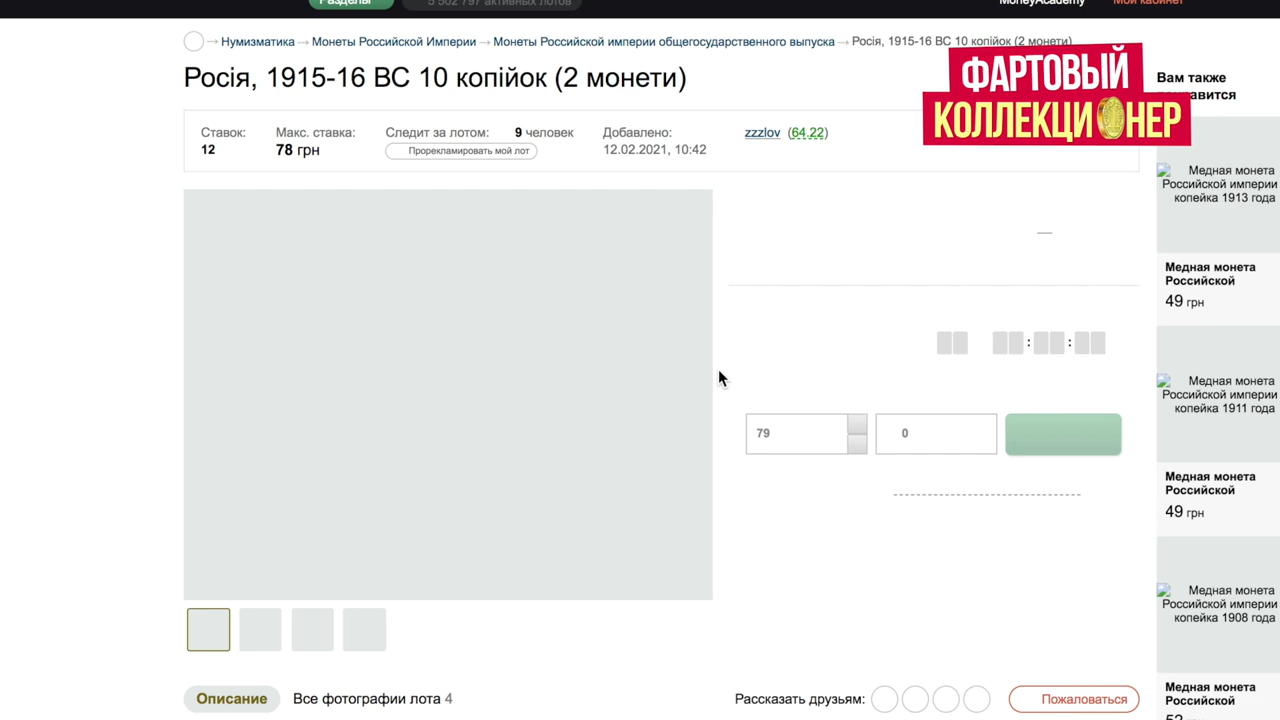 Разделы
5 502 797 активных лотов
MoneyAcademy
Мой кабинет
Нумизматика → Монеты Российской Империи → Монеты Российской империи общегосударственного выпуска → Росія, 1915-16 ВС 10 копійок (2 монети)
Росія, 1915-16 ВС 10 копійок (2 монети)
ФАРТОВЫЙ
КОЛЛЕКЦИОНЕР
Ставок:
12
Макс. ставка:
78 грн
Следит за лотом: 9 человек
Прорекламировать мой лот
Добавлено:
12.02.2021, 10:42
zzzlov (64,22)
79
0
Описание
Все фотографии лота 4
Рассказать друзьям:
Пожаловаться
Вам также
Медная монета
Российской империи
копейка 1913 года
Медная монета
Российской
49 грн
Медная монета
Российской империи
копейка 1911 года
Медная монета
Российской
49 грн
Медная монета
Российской империи
копейка 1908 года
Медная монета
Российской